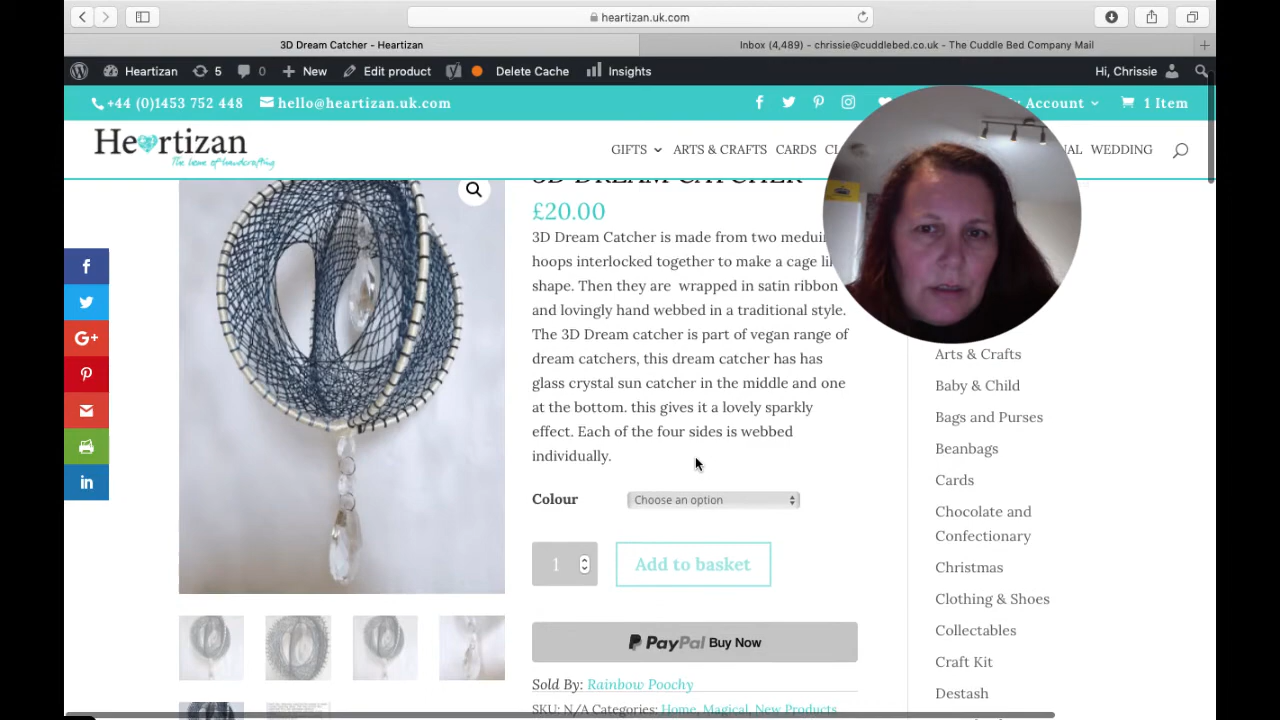 heartizan.uk.com
3D Dream Catcher - Heartizan
Inbox (4,489) - chrissie@cuddlebed.co.uk - The Cuddle Bed Company Mail
Heartizan 5 0 New Edit product Delete Cache Insights Hi, Chrissie
+44 (0)1453 752 448 hello@heartizan.uk.com Account 1 Item
Heartizan
The home of handcrafting
GIFTS ARTS & CRAFTS CARDS WEDDING
3D DREAM CATCHER
£20.00
3D Dream Catcher is made from two
hoops interlocked together to make a cage
shape. Then they are wrapped in satin ribbon
and lovingly hand webbed in a traditional style.
The 3D Dream catcher is part of vegan range of
dream catchers, this dream catcher has has
glass crystal sun catcher in the middle and one
at the bottom. this gives it a lovely sparkly
effect. Each of the four sides is webbed
individually.
Colour Choose an option
1 Add to basket
PayPal Buy Now
Sold By: Rainbow Poochy
SKU: N/A Categories: Home, Magical, New Products,
Arts & Crafts
Baby & Child
Bags and Purses
Beanbags
Cards
Chocolate and
Confectionary
Christmas
Clothing & Shoes
Collectables
Craft Kit
Destash